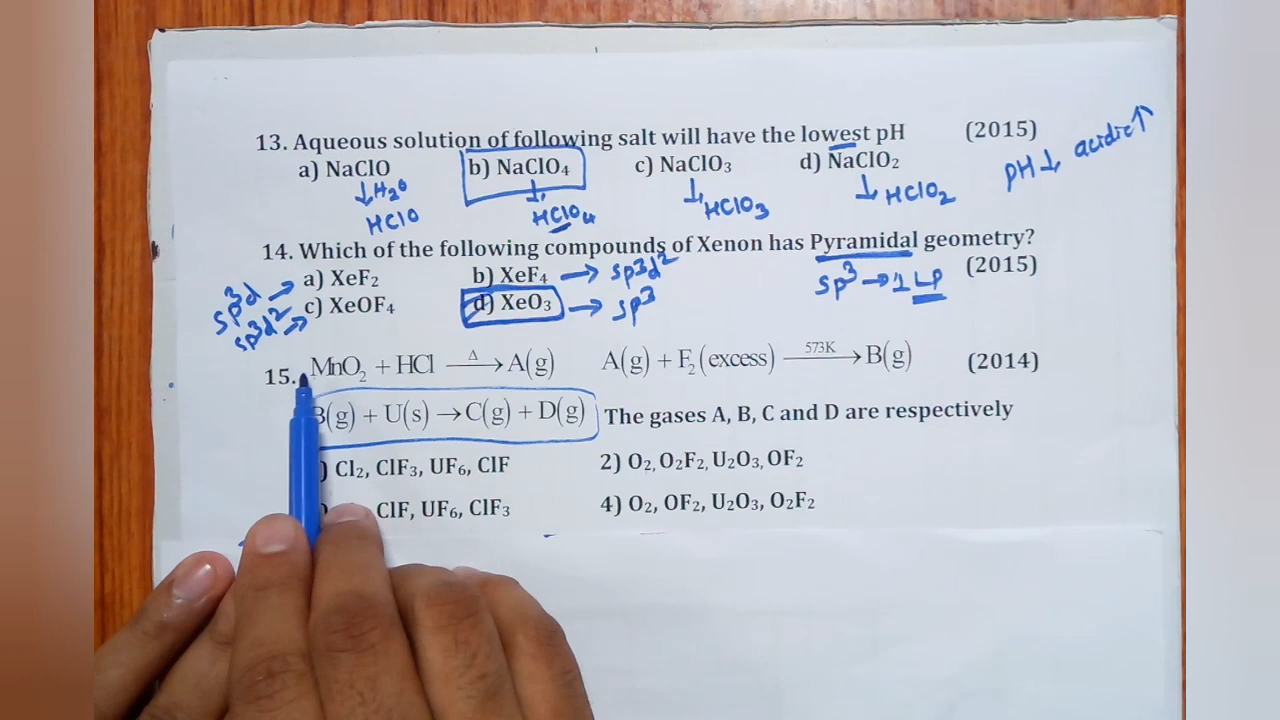 13. Aqueous solution of following salt will have the lowest pH (2015)
a) NaClO b) NaClO₄ c) NaClO₃ d) NaClO₂
pH↓ acidic↑
↓H₂O ↓ ↓ ↓
HClO HClO₄ HClO₃ HClO₂
14. Which of the following compounds of Xenon has Pyramidal geometry?
(2015)
a) XeF₂ b) XeF₄ → sp³d²
sp³d →
sp³ → 1 LP
c) XeOF₄ d) XeO₃ → sp³
sp³d² →
15. MnO₂ + HCl —Δ→ A(g) A(g) + F₂(excess) —573K→ B(g) (2014)
B(g) + U(s) → C(g) + D(g) The gases A, B, C and D are respectively
) Cl₂, ClF₃, UF₆, ClF 2) O₂, O₂F₂, U₂O₃, OF₂
ClF, UF₆, ClF₃ 4) O₂, OF₂, U₂O₃, O₂F₂